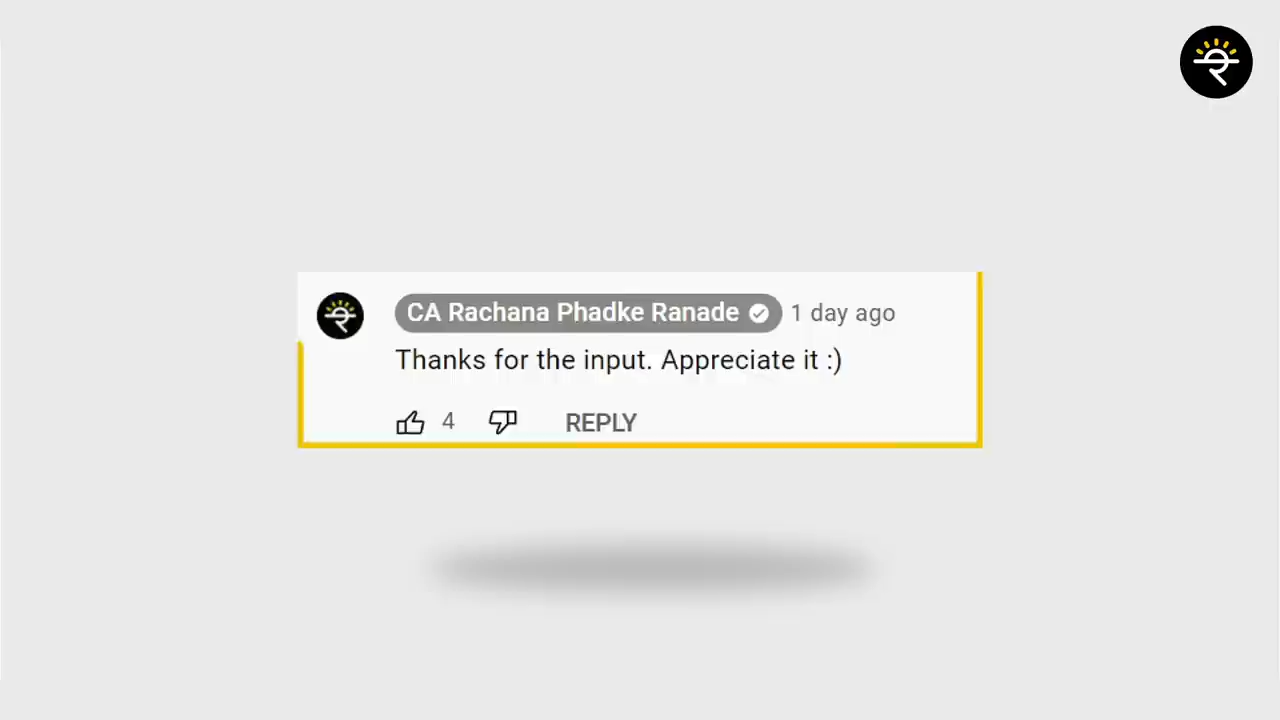 CA Rachana Phadke Ranade 1 day ago
Thanks for the input. Appreciate it :)
4 REPLY